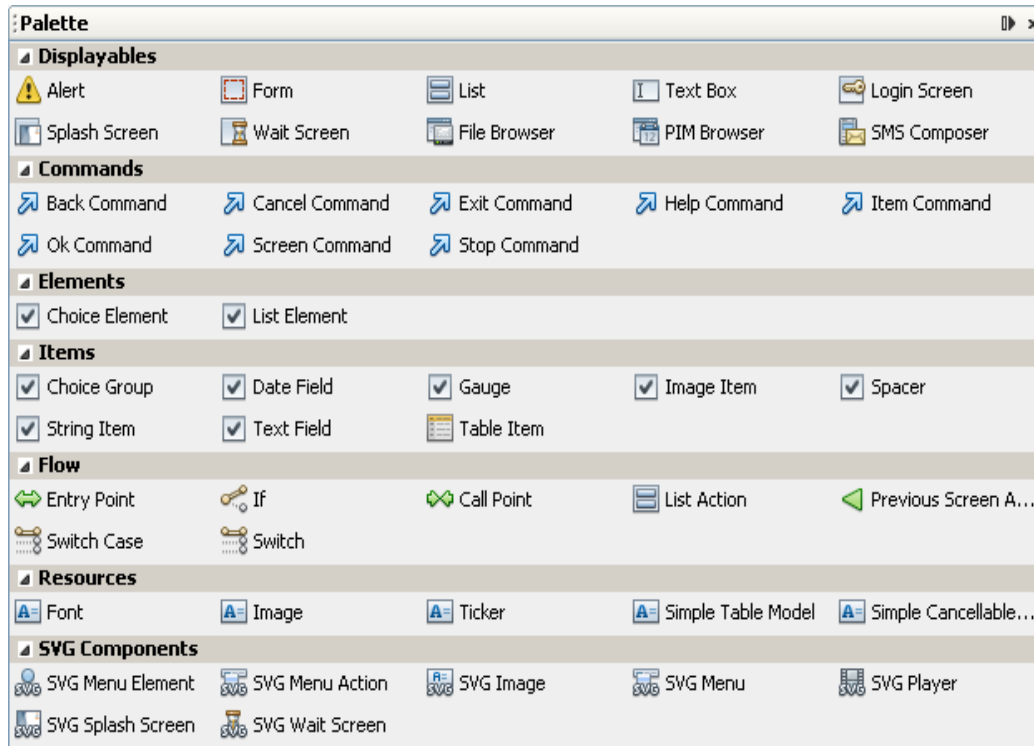 Palette
Displayables
Alert Form List Text Box Login Screen
Splash Screen Wait Screen File Browser PIM Browser SMS Composer
Commands
Back Command Cancel Command Exit Command Help Command Item Command
Ok Command Screen Command Stop Command
Elements
Choice Element List Element
Items
Choice Group Date Field Gauge Image Item Spacer
String Item Text Field Table Item
Flow
Entry Point If Call Point List Action Previous Screen A...
Switch Case Switch
Resources
Font Image Ticker Simple Table Model Simple Cancellable...
SVG Components
SVG Menu Element SVG Menu Action SVG Image SVG Menu SVG Player
SVG Splash Screen SVG Wait Screen